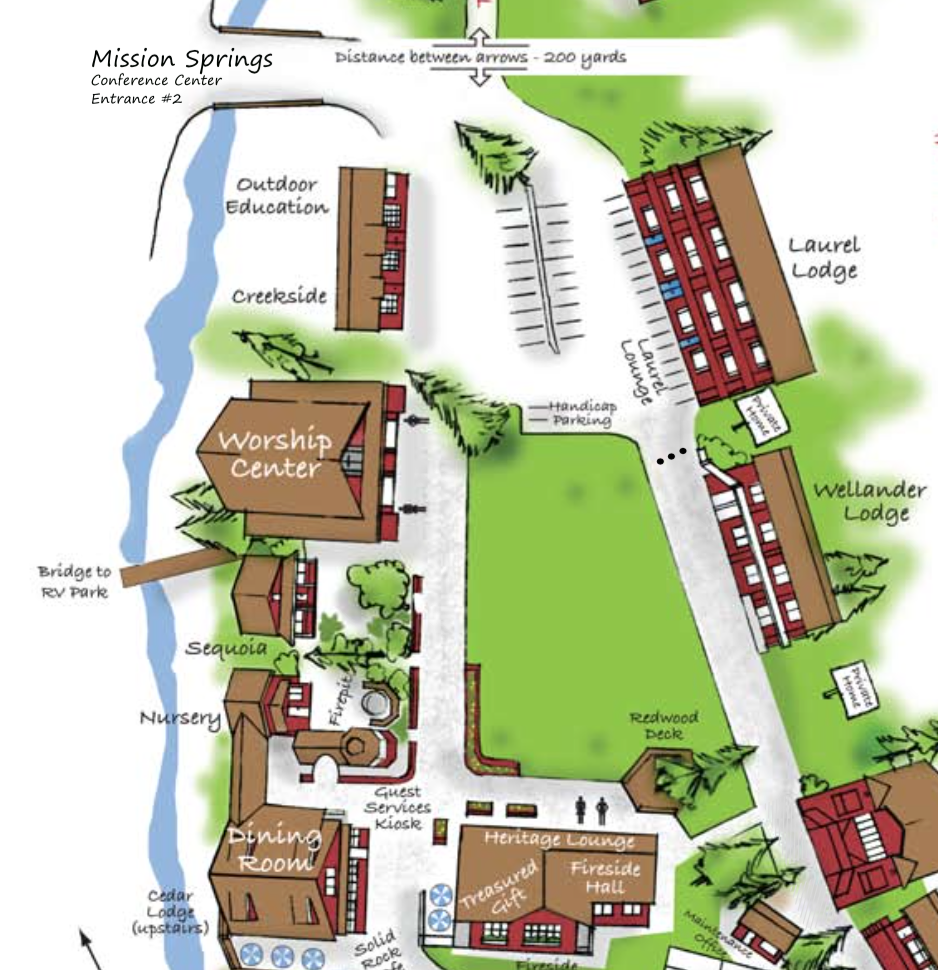 Mission Springs
Conference Center
Entrance #2
Distance between arrows - 200 yards
Outdoor
Education
Creekside
Laurel
Lodge
Laurel
Lounge
Handicap
Parking
Private
Home
Worship
Center
Wellander
Lodge
Bridge to
RV Park
Sequoia
Nursery
Firepit
Private
Home
Redwood
Deck
Guest
Services
Kiosk
Dining
Room
Heritage Lounge
Treasured
Gift
Fireside
Hall
Cedar
Lodge
(upstairs)
Solid
Rock
Maintenance
Office
Fireside